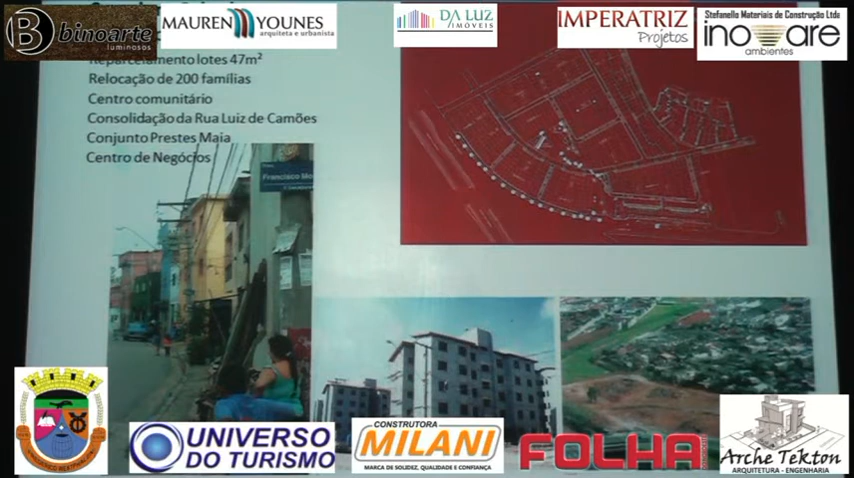 B binoarte
luminosos
MAUREN YOUNES
arquiteta e urbanista
DA LUZ
IMÓVEIS
IMPERATRIZ
Projetos
Stefanello Materiais de Construção Ltda
inovare
ambientes
Reparcelamento lotes 47m²
Relocação de 200 famílias
Centro comunitário
Consolidação da Rua Luiz de Camões
Conjunto Prestes Maia
Centro de Negócios
Francisco
UNIVERSO
DO TURISMO
CONSTRUTORA
MILANI
MARCA DE SOLIDEZ, QUALIDADE E CONFIANÇA
FOLHA
Arche Tekton
ARQUITETURA - ENGENHARIA